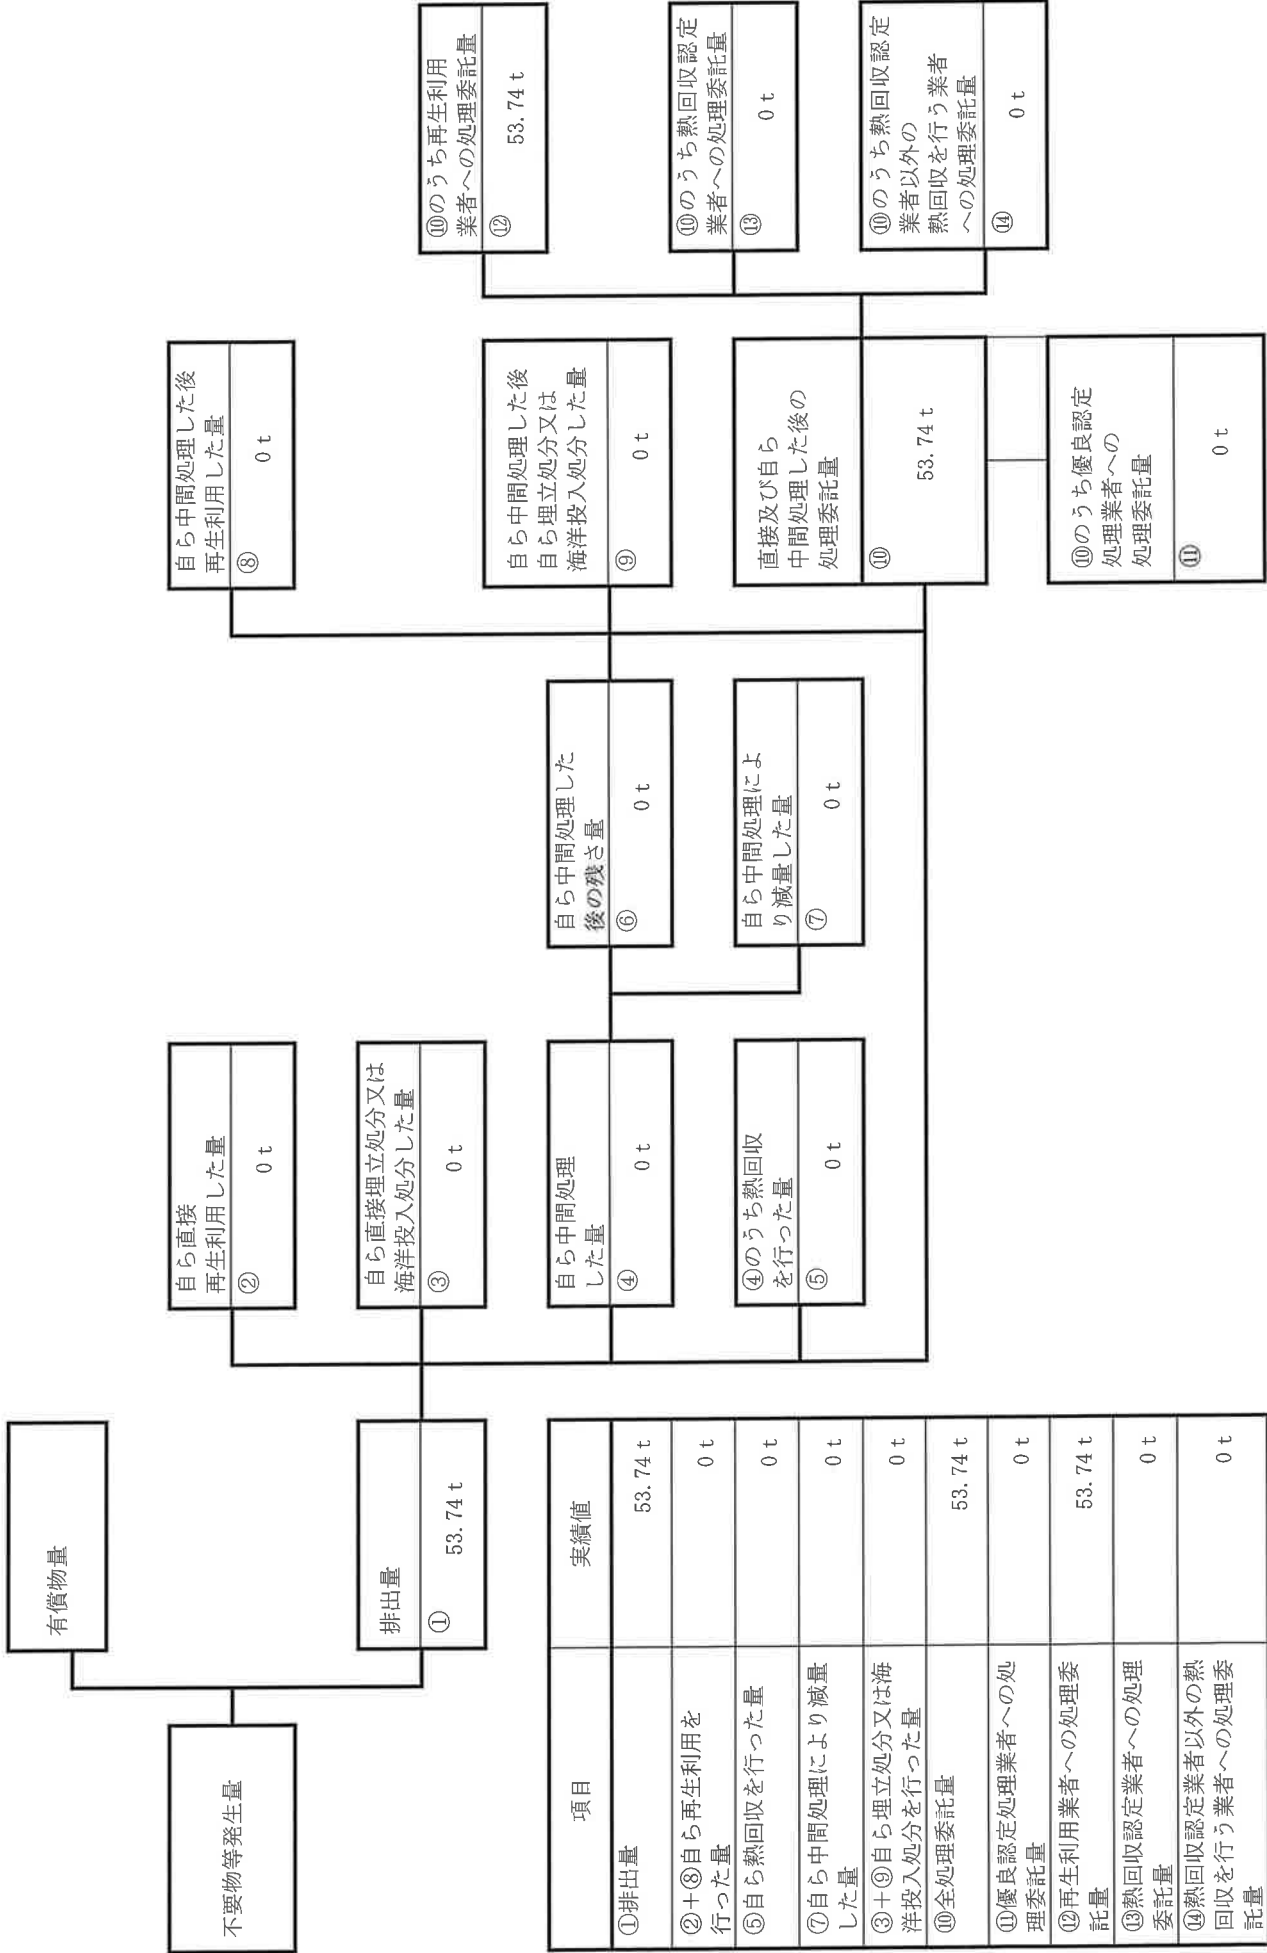 有償物量
不要物等発生量
排出量
①
53.74 t
自ら直接
再生利用した量
②
0 t
自ら直接埋立処分又は
海洋投入処分した量
③
0 t
自ら中間処理
した量
④
0 t
④のうち熱回収
を行った量
⑤
0 t
自ら中間処理した
後の残さ量
⑥
0 t
自ら中間処理によ
り減量した量
⑦
0 t
自ら中間処理した後
再生利用した量
⑧
0 t
自ら中間処理した後
自ら埋立処分又は
海洋投入処分した量
⑨
0 t
直接及び自ら
中間処理した後の
処理委託量
⑩
53.74 t
⑩のうち優良認定
処理業者への
処理委託量
⑪
0 t
⑩のうち再生利用
業者への処理委託量
⑫
53.74 t
⑩のうち熱回収認定
業者への処理委託量
⑬
0 t
⑩のうち熱回収認定
業者以外の
熱回収を行う業者
への処理委託量
⑭
0 t
項目 実績値
①排出量 53.74 t
②＋⑧自ら再生利用を
行った量 0 t
⑤自ら熱回収を行った量 0 t
⑦自ら中間処理により減量
した量 0 t
③＋⑨自ら埋立処分又は海
洋投入処分を行った量 0 t
⑩全処理委託量 53.74 t
⑪優良認定処理業者への処
理委託量 0 t
⑫再生利用業者への処理委
託量 53.74 t
⑬熱回収認定業者への処理
委託量 0 t
⑭熱回収認定業者以外の熱
回収を行う業者への処理委
託量 0 t